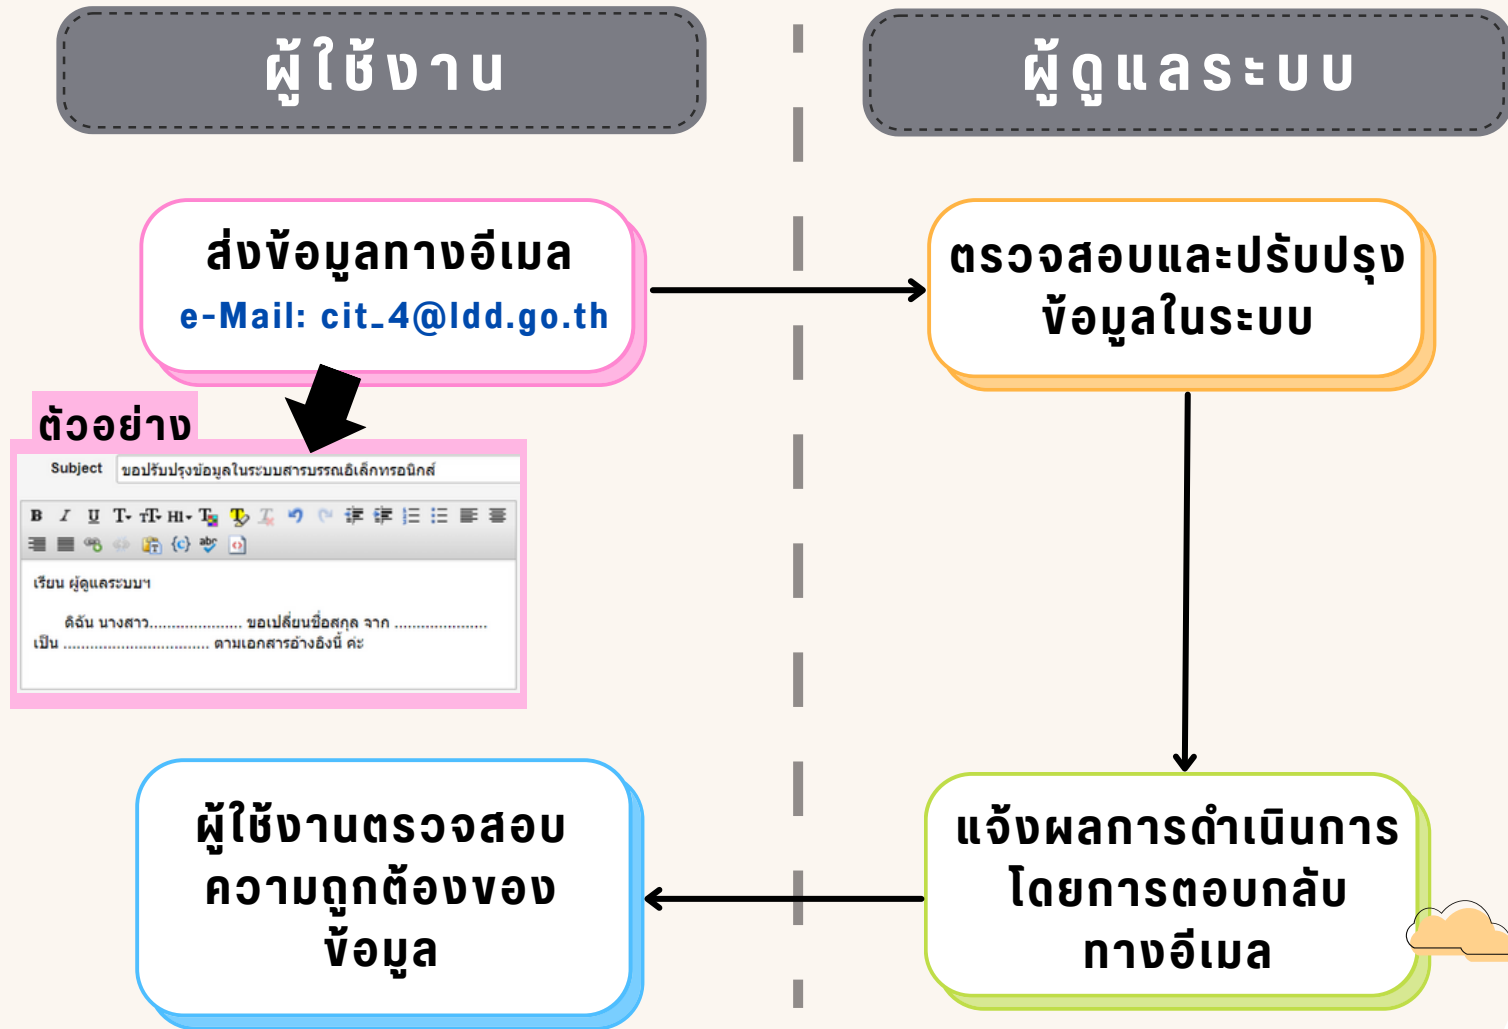 ผู้ใช้งาน
ผู้ดูแลระบบ
ส่งข้อมูลทางอีเมล
e-Mail: cit_4@ldd.go.th
ตรวจสอบและปรับปรุง
ข้อมูลในระบบ
ตัวอย่าง
Subject ขอปรับปรุงข้อมูลในระบบสารบรรณอิเล็กทรอนิกส์
เรียน ผู้ดูแลระบบฯ
ดิฉัน นางสาว..................... ขอเปลี่ยนชื่อสกุล จาก .....................
เป็น ................................. ตามเอกสารอ้างอิงนี้ ค่ะ
ผู้ใช้งานตรวจสอบ
ความถูกต้องของ
ข้อมูล
แจ้งผลการดำเนินการ
โดยการตอบกลับ
ทางอีเมล